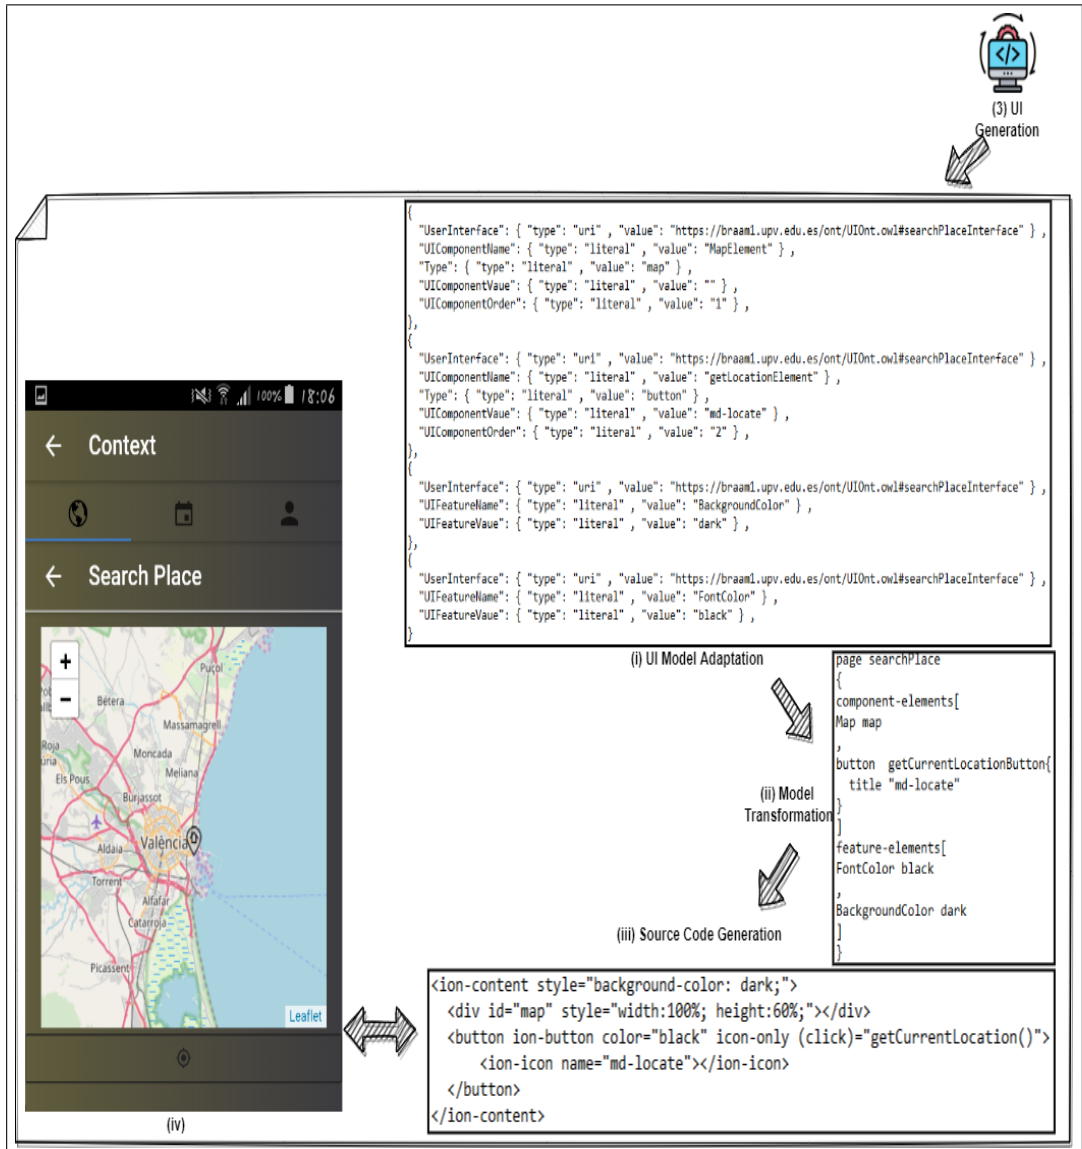 (3) UI
Generation
{
"UserInterface": { "type": "uri" , "value": "https://braam1.upv.edu.es/ont/UIOnt.owl#searchPlaceInterface" } ,
"UIComponentName": { "type": "literal" , "value": "MapElement" } ,
"Type": { "type": "literal" , "value": "map" } ,
"UIComponentVaue": { "type": "literal" , "value": "" } ,
"UIComponentOrder": { "type": "literal" , "value": "1" } ,
},
{
"UserInterface": { "type": "uri" , "value": "https://braam1.upv.edu.es/ont/UIOnt.owl#searchPlaceInterface" } ,
"UIComponentName": { "type": "literal" , "value": "getLocationElement" } ,
"Type": { "type": "literal" , "value": "button" } ,
"UIComponentVaue": { "type": "literal" , "value": "md-locate" } ,
"UIComponentOrder": { "type": "literal" , "value": "2" } ,
},
{
"UserInterface": { "type": "uri" , "value": "https://braam1.upv.edu.es/ont/UIOnt.owl#searchPlaceInterface" } ,
"UIFeatureName": { "type": "literal" , "value": "BackgroundColor" } ,
"UIFeatureVaue": { "type": "literal" , "value": "dark" } ,
},
{
"UserInterface": { "type": "uri" , "value": "https://braam1.upv.edu.es/ont/UIOnt.owl#searchPlaceInterface" } ,
"UIFeatureName": { "type": "literal" , "value": "FontColor" } ,
"UIFeatureVaue": { "type": "literal" , "value": "black" } ,
}
(i) UI Model Adaptation
page searchPlace
{
component-elements[
Map map
,
button getCurrentLocationButton{
title "md-locate"
}
]
feature-elements[
FontColor black
,
BackgroundColor dark
]
}
(ii) Model
Transformation
(iii) Source Code Generation
<ion-content style="background-color: dark;">
<div id="map" style="width:100%; height:60%;"></div>
<button ion-button color="black" icon-only (click)="getCurrentLocation()">
<ion-icon name="md-locate"></ion-icon>
</button>
</ion-content>
100% 18:06
Context
Search Place
+
−
Puçol
Bétera
Massamagrell
Roja
Moncada
Meliana
Els Pous
Burjassot
València
Aldaia
Torrent
Alfafar
Catarroja
Picassent
Leaflet
(iv)